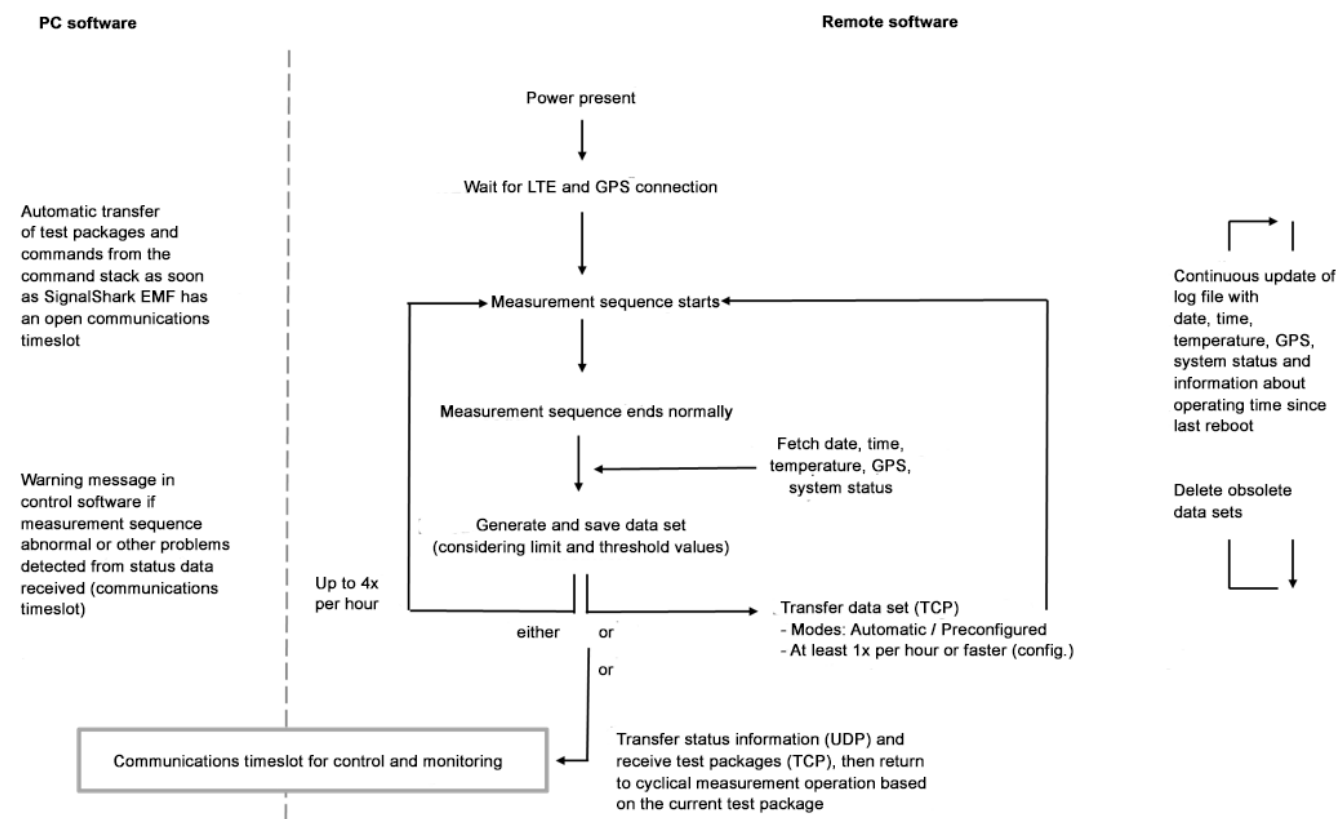 PC software
Remote software
Power present
Wait for LTE and GPS connection
Automatic transfer
of test packages and
commands from the
command stack as soon
as SignalShark EMF has
an open communications
timeslot
Measurement sequence starts
Continuous update of
log file with
date, time,
temperature, GPS,
system status and
information about
operating time since
last reboot
Measurement sequence ends normally
Fetch date, time,
temperature, GPS,
system status
Warning message in
control software if
measurement sequence
abnormal or other problems
detected from status data
received (communications
timeslot)
Delete obsolete
data sets
Generate and save data set
(considering limit and threshold values)
Up to 4x
per hour
Transfer data set (TCP)
- Modes: Automatic / Preconfigured
- At least 1x per hour or faster (config.)
either
or
or
Communications timeslot for control and monitoring
Transfer status information (UDP) and
receive test packages (TCP), then return
to cyclical measurement operation based
on the current test package